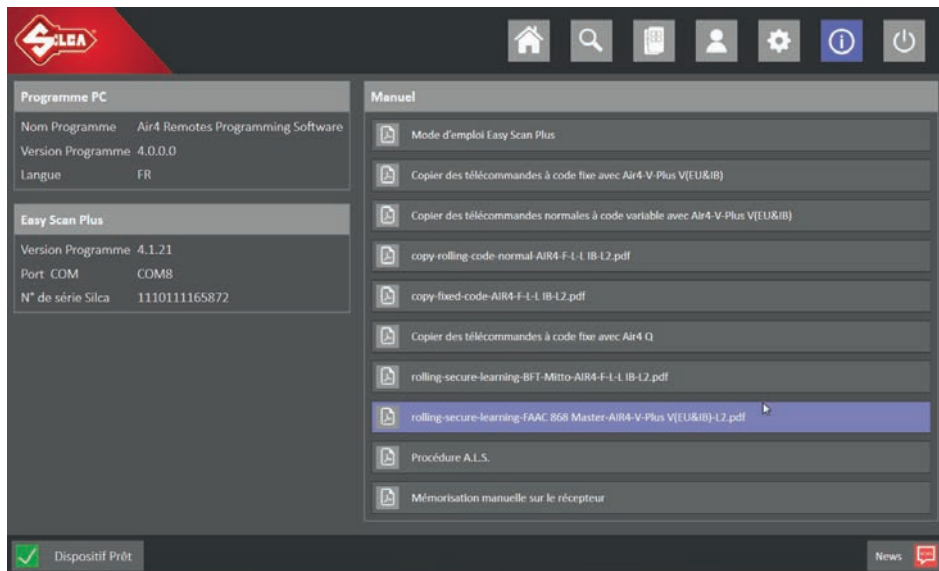 SILCA
Programme PC
Nom Programme Air4 Remotes Programming Software
Version Programme 4.0.0.0
Langue FR
Easy Scan Plus
Version Programme 4.1.21
Port COM COM8
N° de série Silca 1110111165872
Manuel
Mode d'emploi Easy Scan Plus
Copier des télécommandes à code fixe avec Air4-V-Plus V(EU&IB)
Copier des télécommandes normales à code variable avec Air4-V-Plus V(EU&IB)
copy-rolling-code-normal-AIR4-F-L-L IB-L2.pdf
copy-fixed-code-AIR4-F-L-L IB-L2.pdf
Copier des télécommandes à code fixe avec Air4 Q
rolling-secure-learning-BFT-Mitto-AIR4-F-L-L IB-L2.pdf
rolling-secure-learning-FAAC 868 Master-AIR4-V-Plus V(EU&IB)-L2.pdf
Procédure A.L.S.
Mémorisation manuelle sur le récepteur
Dispositif Prêt
News